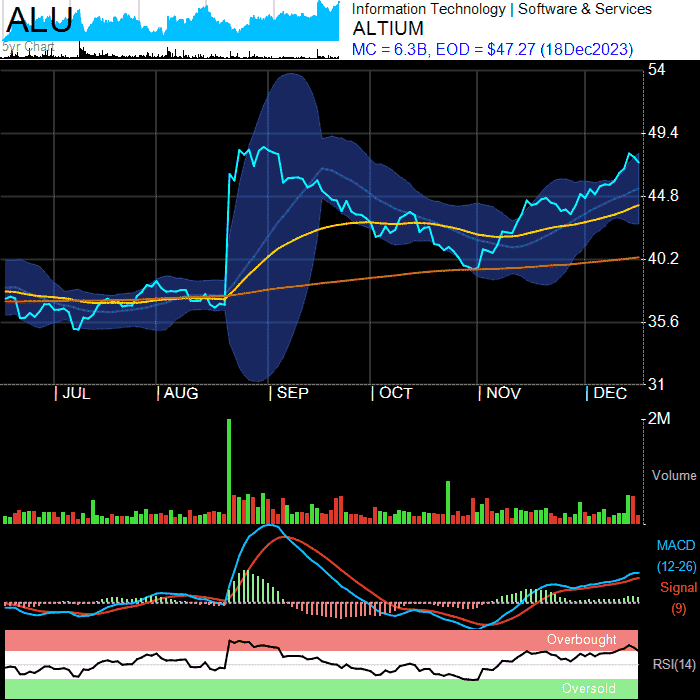 ALU
5yr Chart
Information Technology | Software & Services
ALTIUM
MC = 6.3B, EOD = $47.27 (18Dec2023)
54
49.4
44.8
40.2
35.6
31
JUL
AUG
SEP
OCT
NOV
DEC
2M
Volume
MACD
(12-26)
Signal
(9)
Overbought
RSI(14)
Oversold